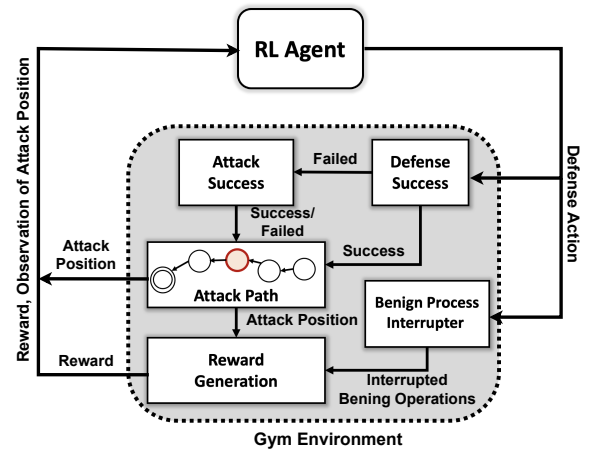 RL Agent
Reward, Observation of Attack Position
Defense Action
Attack
Success
Failed
Defense
Success
Success/
Failed
Success
Attack
Position
Attack Path
Attack Position
Benign Process
Interrupter
Reward
Reward
Generation
Interrupted
Bening Operations
Gym Environment